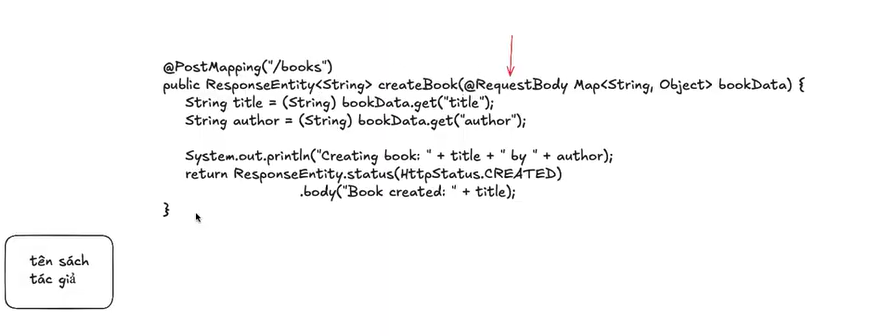 @PostMapping("/books")
public ResponseEntity<String> createBook(@RequestBody Map<String, Object> bookData) {
String title = (String) bookData.get("title");
String author = (String) bookData.get("author");
System.out.println("Creating book: " + title + " by " + author);
return ResponseEntity.status(HttpStatus.CREATED)
.body("Book created: " + title);
}
tên sách
tác giả